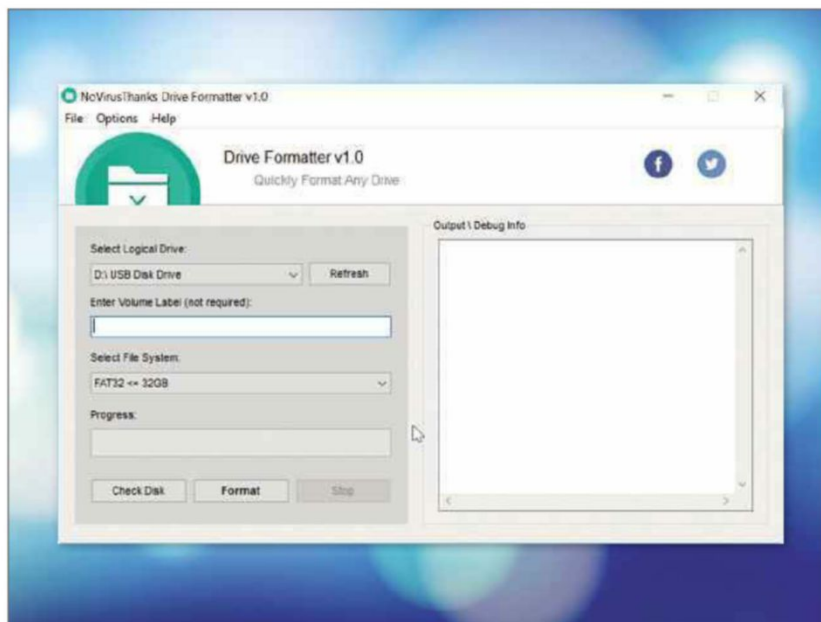 NoVirusThanks Drive Formatter v1.0
File Options Help
Drive Formatter v1.0
Quickly Format Any Drive
Select Logical Drive:
D:\ USB Disk Drive
Refresh
Enter Volume Label (not required):
Select File System:
FAT32 <= 32GB
Progress:
Check Disk Format Stop
Output \ Debug Info